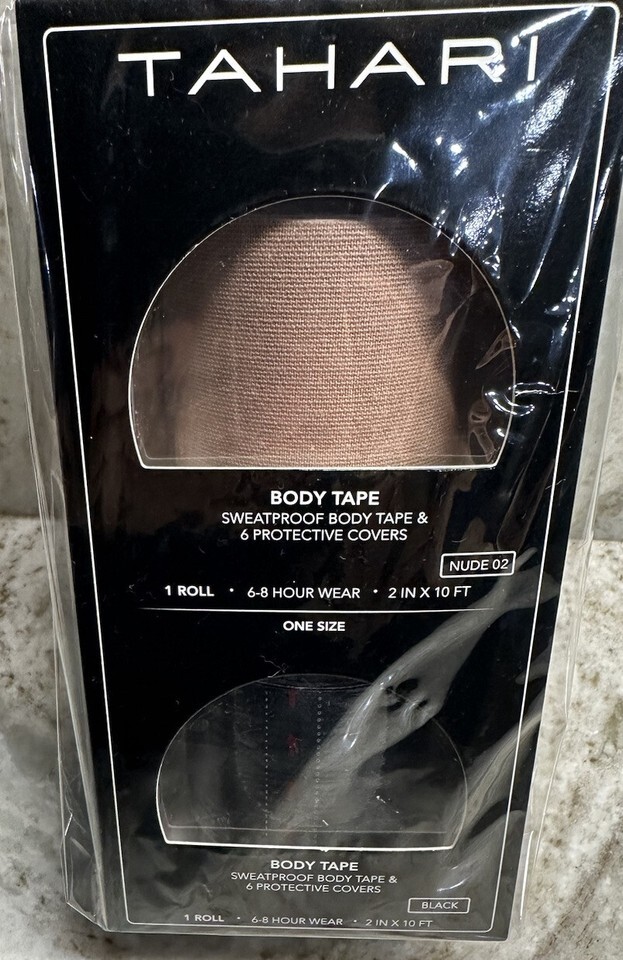 TAHARI
BODY TAPE
SWEATPROOF BODY TAPE &
6 PROTECTIVE COVERS
NUDE 02
1 ROLL • 6-8 HOUR WEAR • 2 IN X 10 FT
ONE SIZE
BODY TAPE
SWEATPROOF BODY TAPE &
6 PROTECTIVE COVERS
BLACK
1 ROLL • 6-8 HOUR WEAR • 2 IN X 10 FT